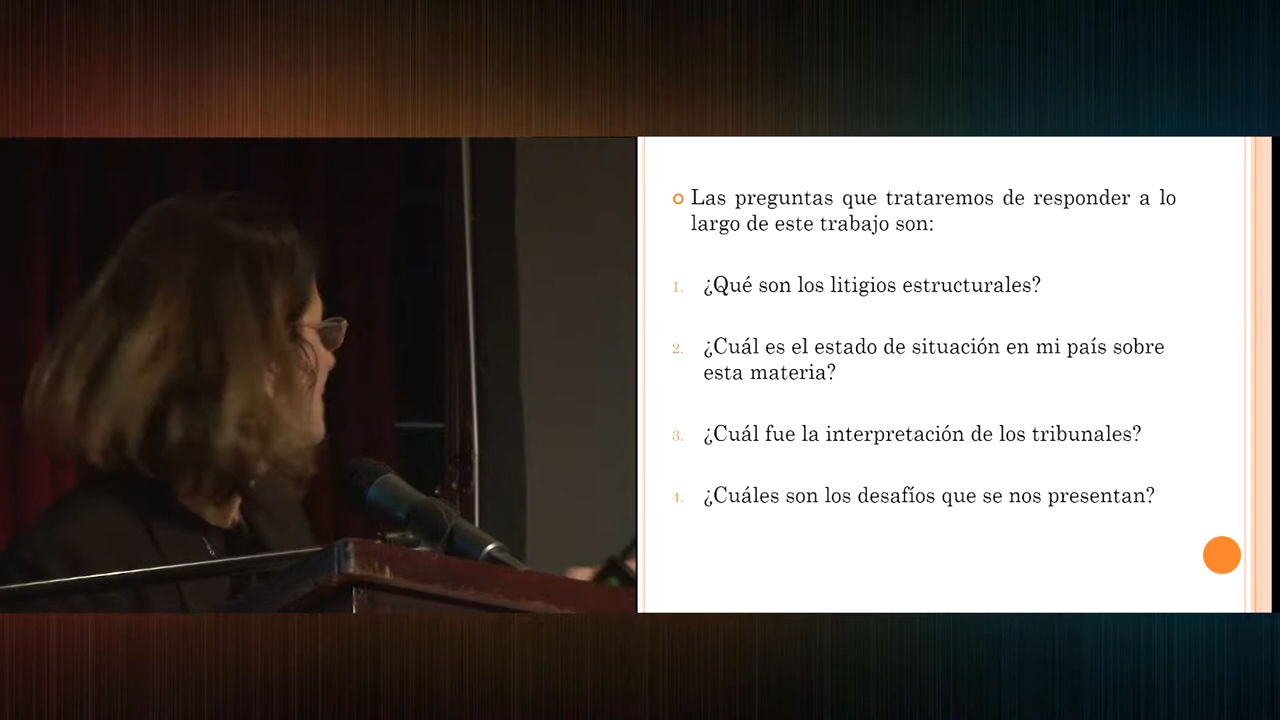 Las preguntas que trataremos de responder a lo
largo de este trabajo son:
1. ¿Qué son los litigios estructurales?
2. ¿Cuál es el estado de situación en mi país sobre
esta materia?
3. ¿Cuál fue la interpretación de los tribunales?
4. ¿Cuáles son los desafíos que se nos presentan?